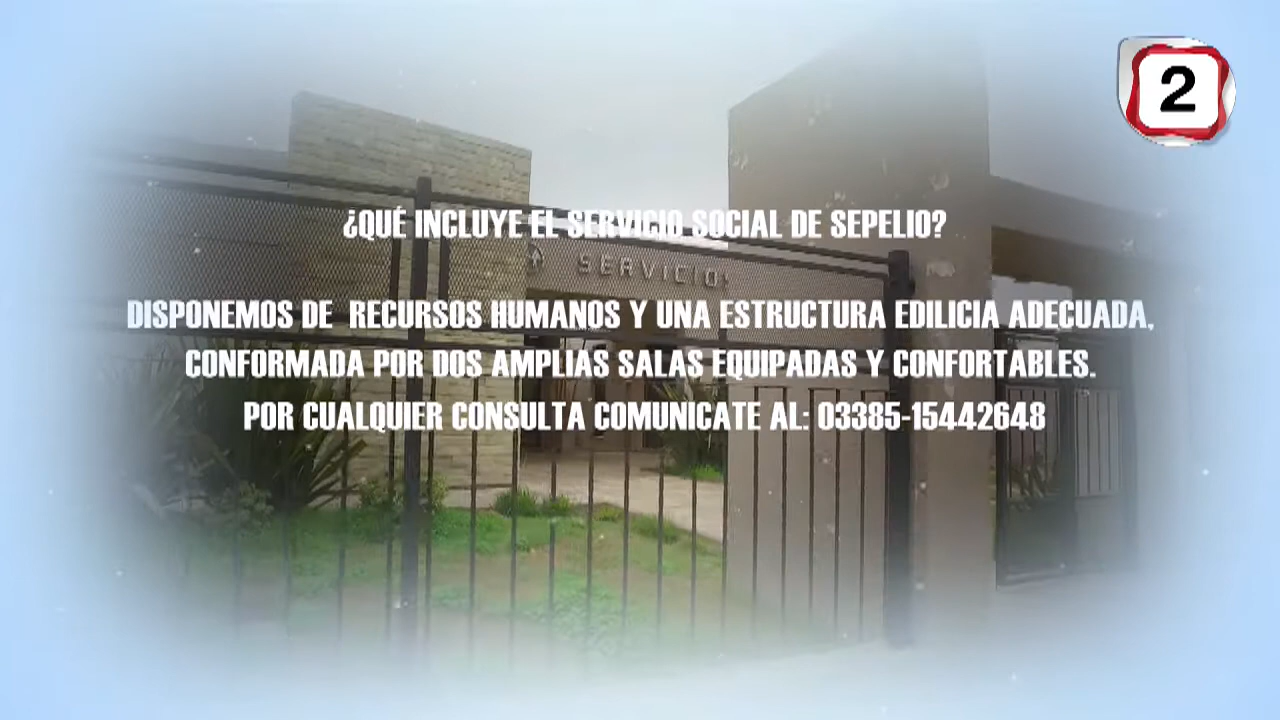 2
¿QUÉ INCLUYE EL SERVICIO SOCIAL DE SEPELIO?
SERVICIO
DISPONEMOS DE RECURSOS HUMANOS Y UNA ESTRUCTURA EDILICIA ADECUADA,
CONFORMADA POR DOS AMPLIAS SALAS EQUIPADAS Y CONFORTABLES.
POR CUALQUIER CONSULTA COMUNICATE AL: 03385-15442648